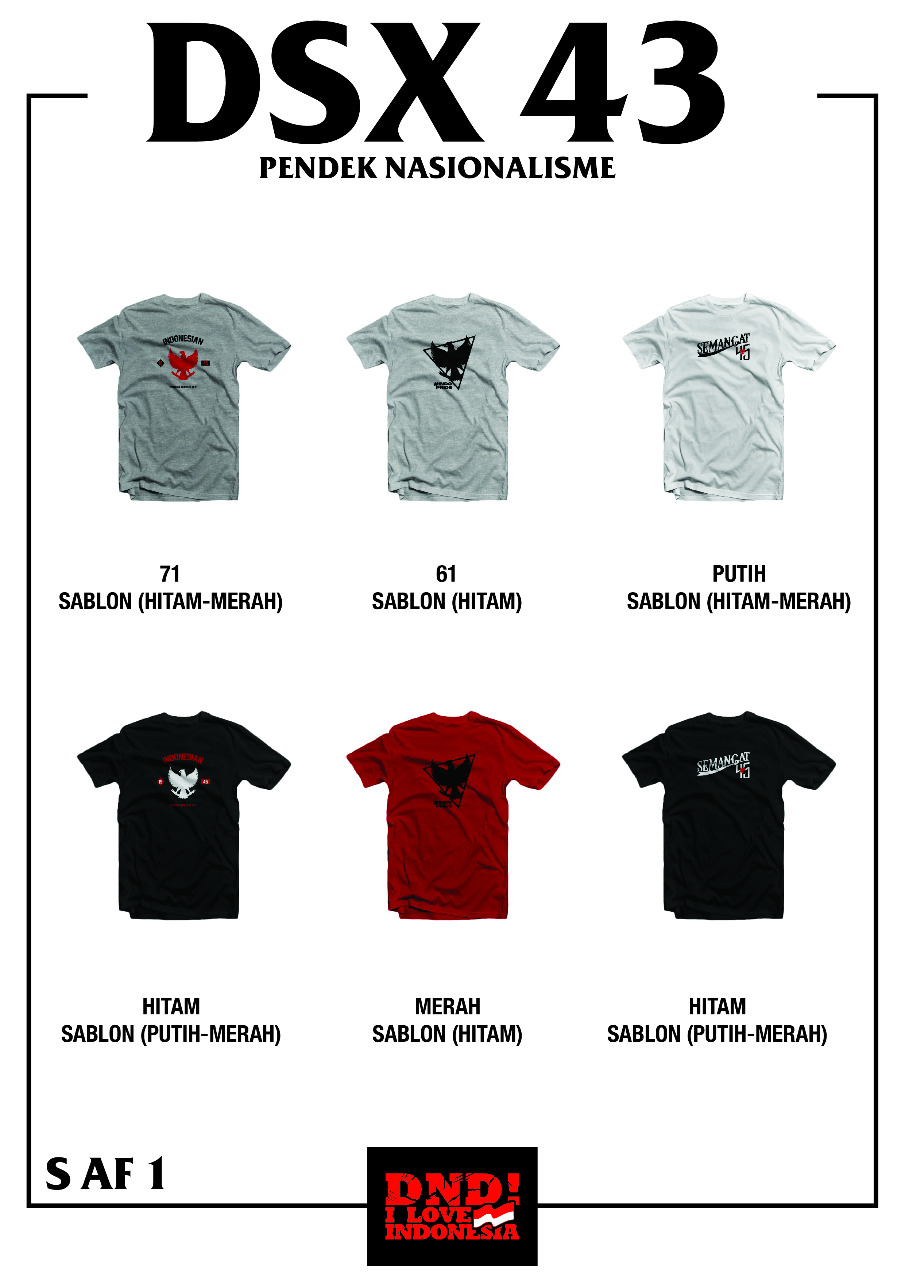 DSX 43
PENDEK NASIONALISME
INDONESIAN
SEMANGAT
45
71
SABLON (HITAM-MERAH)
61
SABLON (HITAM)
PUTIH
SABLON (HITAM-MERAH)
INDONESIAN
45
SEMANGAT
45
HITAM
SABLON (PUTIH-MERAH)
MERAH
SABLON (HITAM)
HITAM
SABLON (PUTIH-MERAH)
S AF 1
DND!
I LOVE
INDONESIA